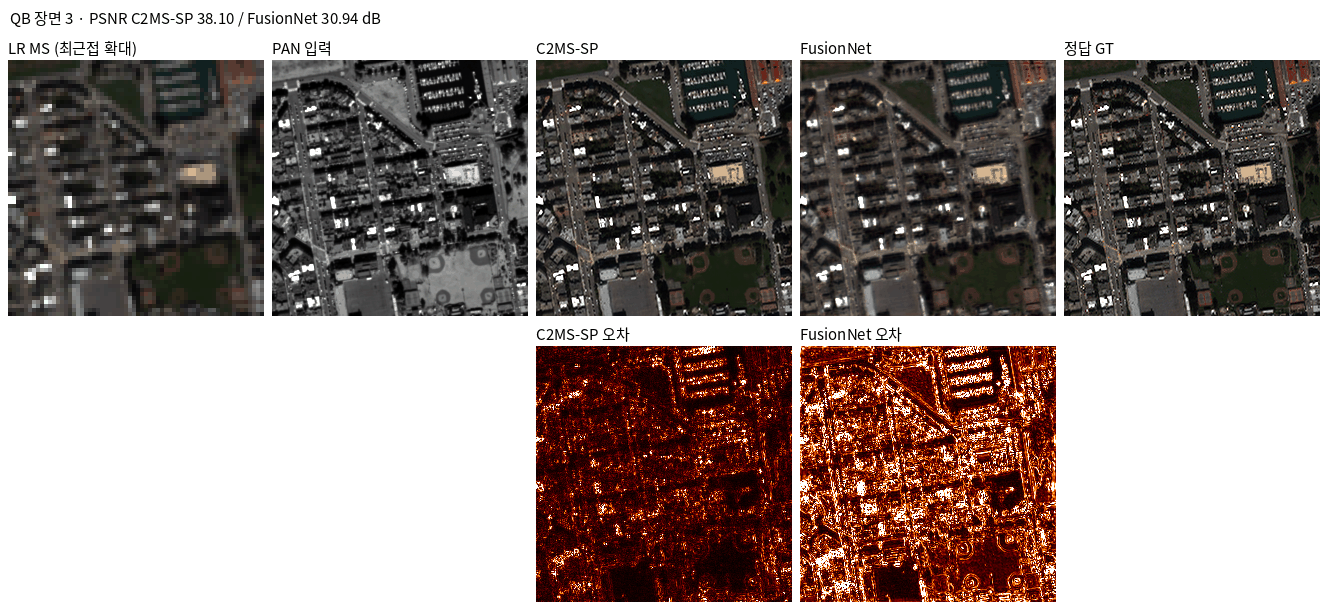 QB 장면 3 · PSNR C2MS-SP 38.10 / FusionNet 30.94 dB
LR MS (최근접 확대)
PAN 입력
C2MS-SP
FusionNet
정답 GT
C2MS-SP 오차
FusionNet 오차